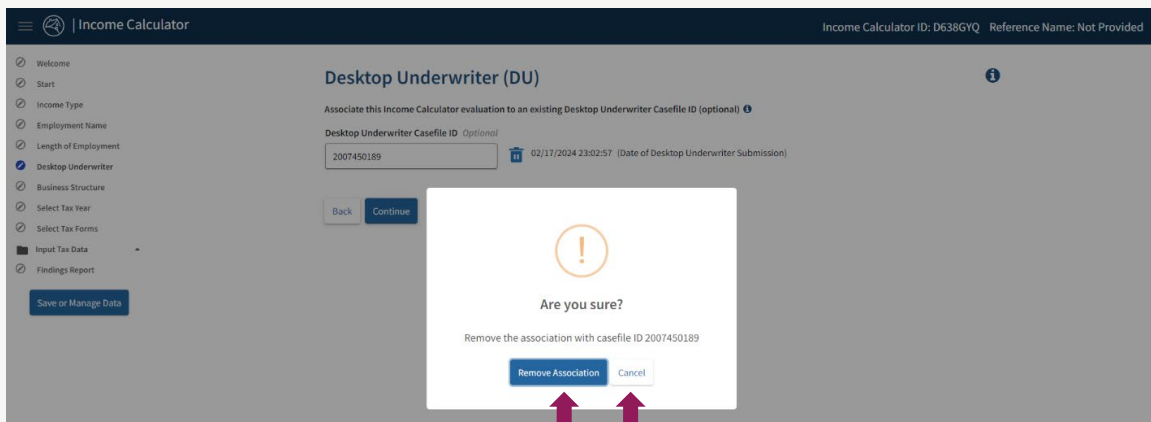 | Income Calculator
Income Calculator ID: D638GYQ Reference Name: Not Provided
Welcome
Start
Income Type
Employment Name
Length of Employment
Desktop Underwriter
Business Structure
Select Tax Year
Select Tax Forms
Input Tax Data
Findings Report
Save or Manage Data
Desktop Underwriter (DU)
Associate this Income Calculator evaluation to an existing Desktop Underwriter Casefile ID (optional)
Desktop Underwriter Casefile ID Optional
2007450189
02/17/2024 23:02:57 (Date of Desktop Underwriter Submission)
Back Continue
!
Are you sure?
Remove the association with casefile ID 2007450189
Remove Association Cancel